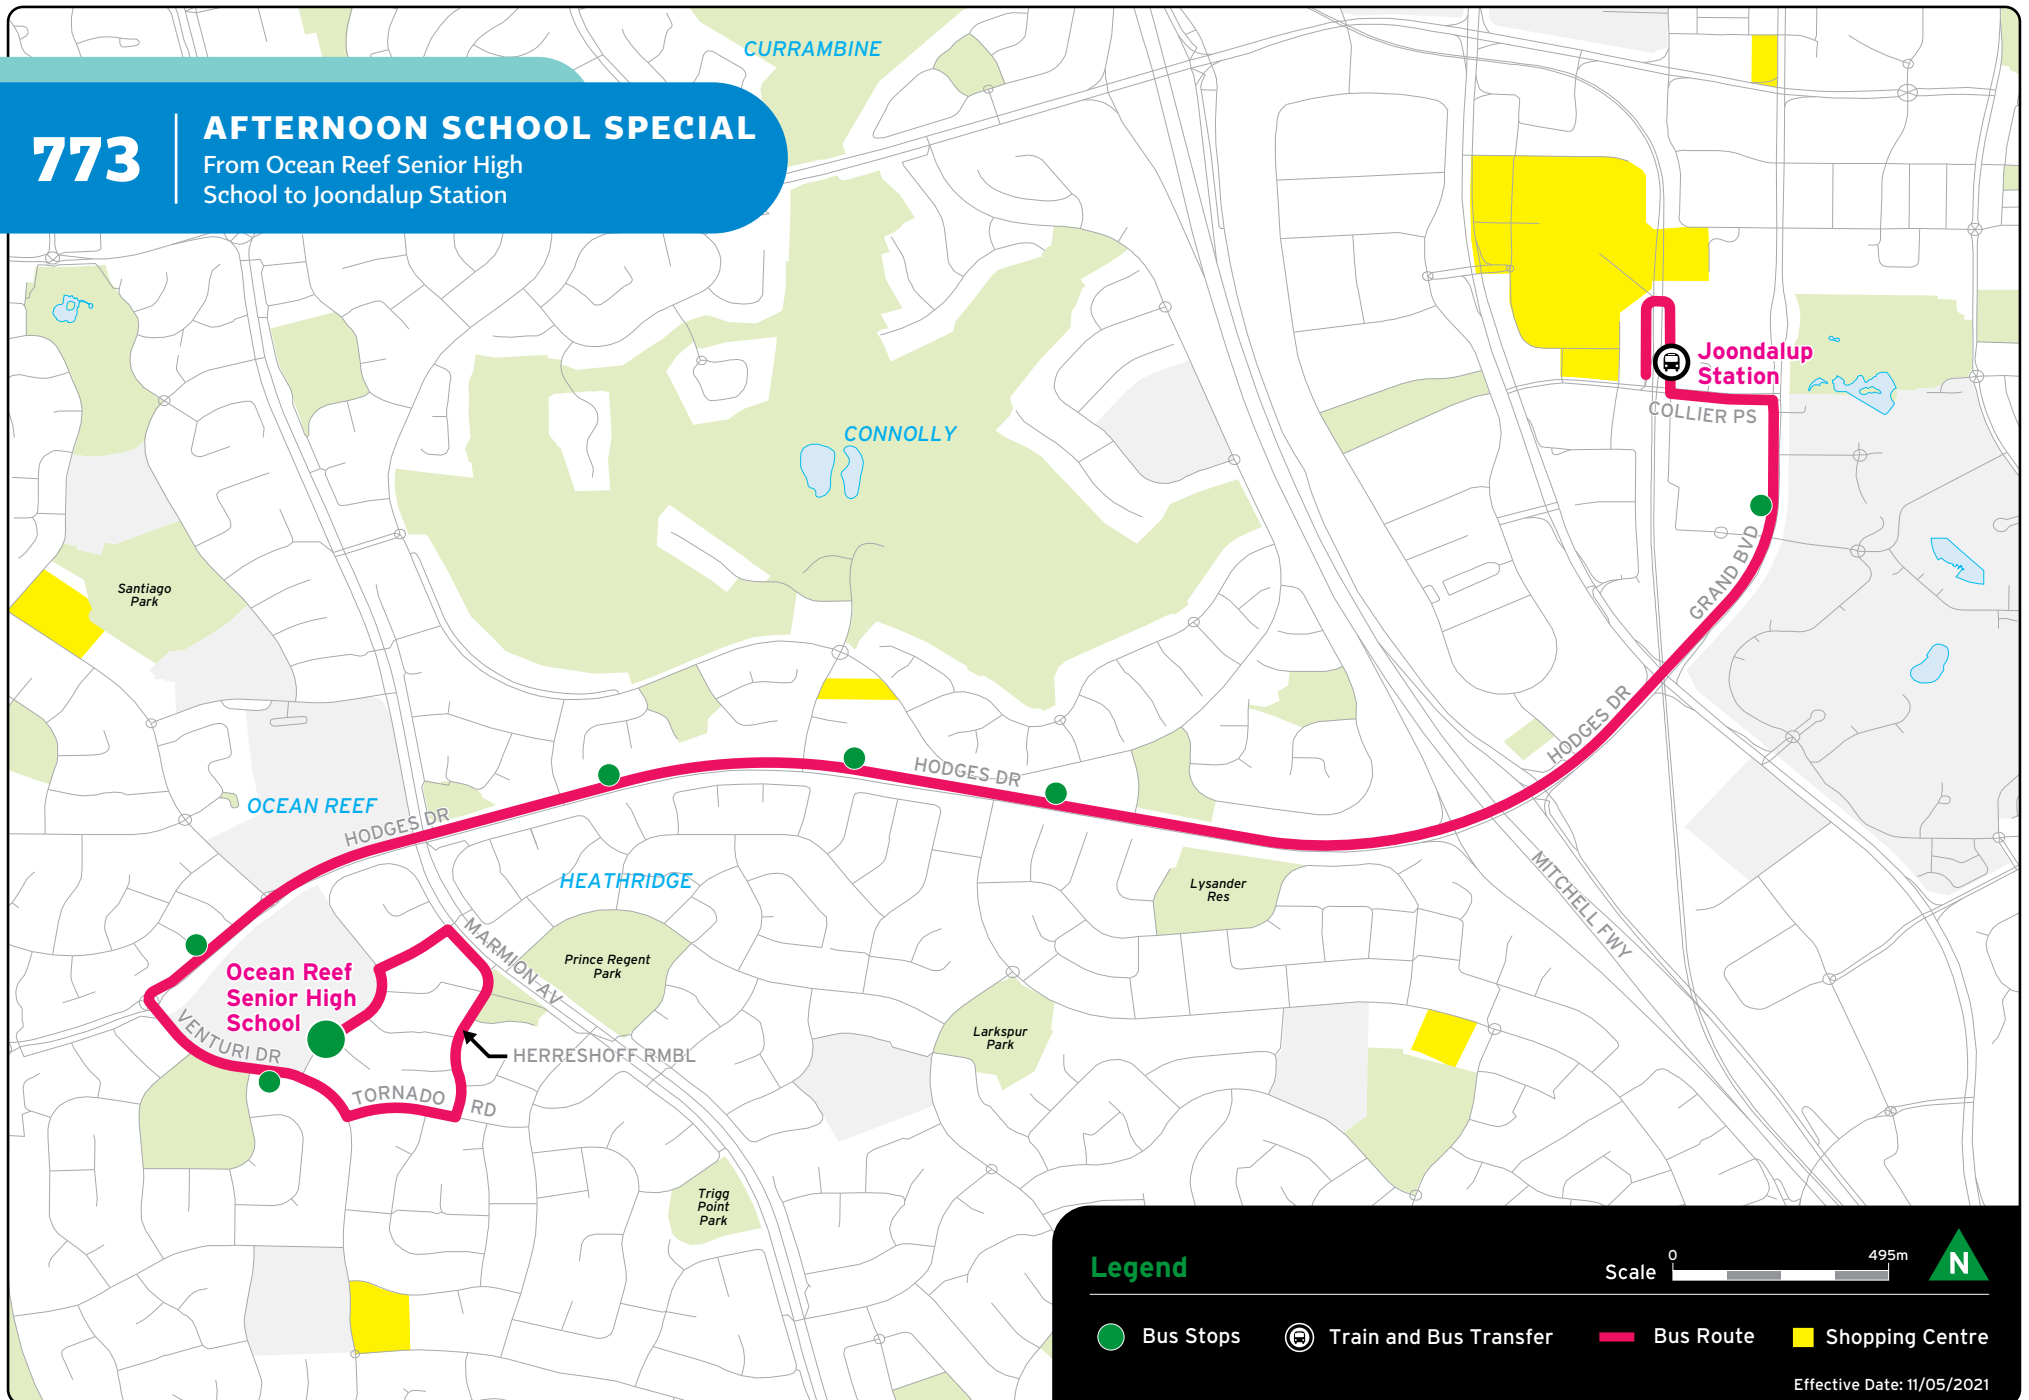 CURRAMBINE
773
AFTERNOON SCHOOL SPECIAL
From Ocean Reef Senior High
School to Joondalup Station
Joondalup
Station
COLLIER PS
CONNOLLY
GRAND BVD
Santiago
Park
HODGES DR
HODGES DR
OCEAN REEF
HODGES DR
HEATHRIDGE
Lysander
Res
MITCHELL FWY
MARMION AV
Prince Regent
Park
Ocean Reef
Senior High
School
VENTURI DR
Larkspur
Park
HERRESHOFF RMBL
TORNADO RD
Trigg
Point
Park
Legend
Scale
0
495m
N
Bus Stops
Train and Bus Transfer
Bus Route
Shopping Centre
Effective Date: 11/05/2021